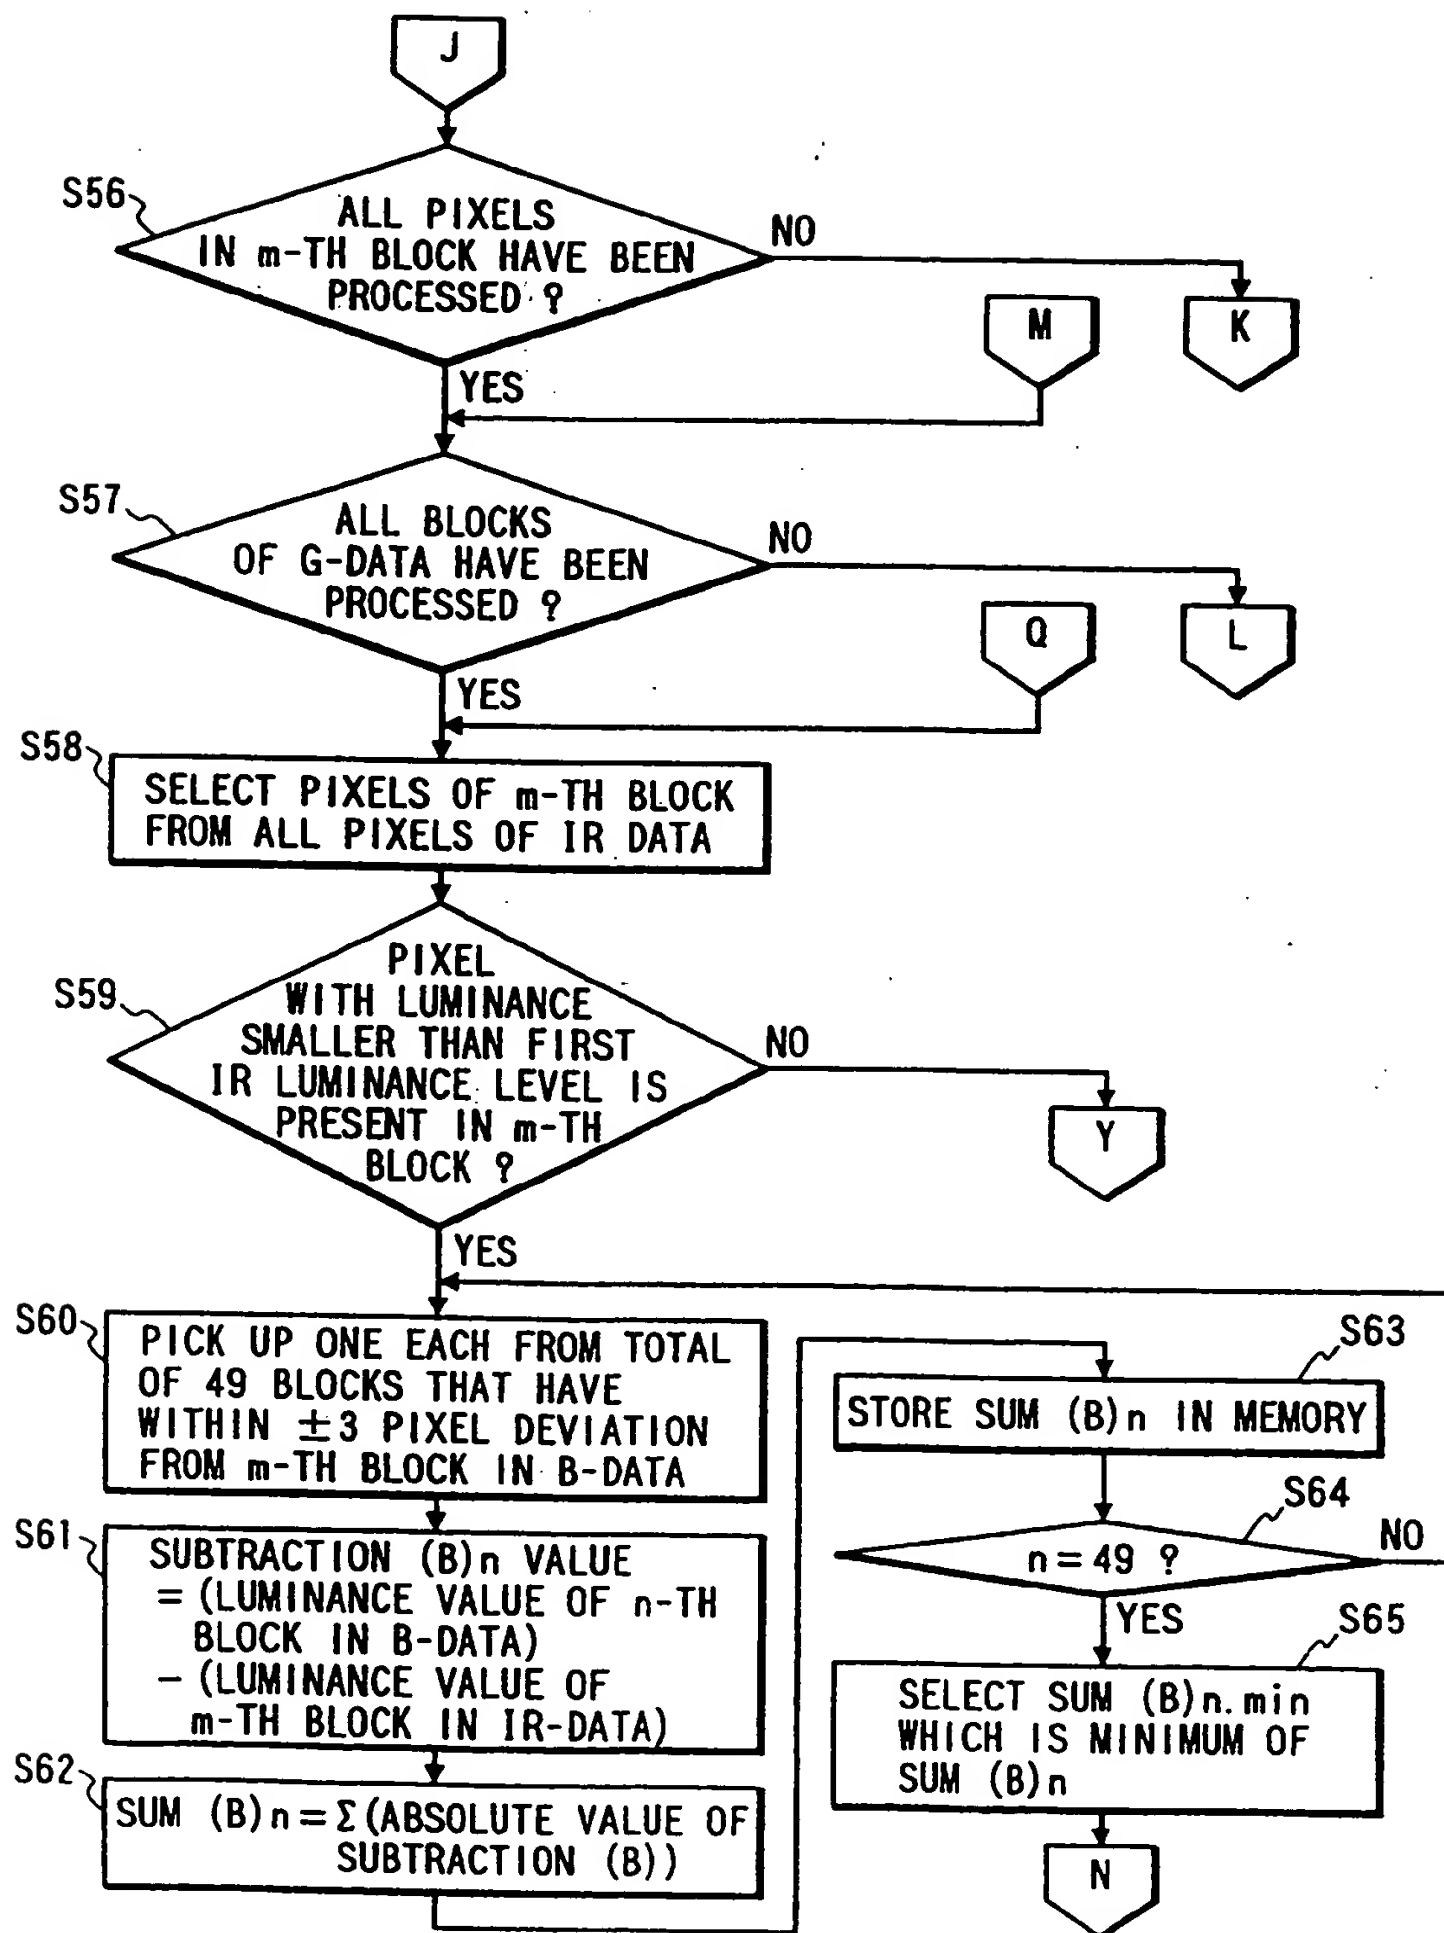 J
S56
ALL PIXELS
IN m-TH BLOCK HAVE BEEN
PROCESSED ?
NO
M
K
YES
S57
ALL BLOCKS
OF G-DATA HAVE BEEN
PROCESSED ?
NO
Q
L
YES
S58
SELECT PIXELS OF m-TH BLOCK
FROM ALL PIXELS OF IR DATA
S59
PIXEL
WITH LUMINANCE
SMALLER THAN FIRST
IR LUMINANCE LEVEL IS
PRESENT IN m-TH
BLOCK ?
NO
Y
YES
S60
PICK UP ONE EACH FROM TOTAL
OF 49 BLOCKS THAT HAVE
WITHIN ±3 PIXEL DEVIATION
FROM m-TH BLOCK IN B-DATA
S61
SUBTRACTION (B)n VALUE
= (LUMINANCE VALUE OF n-TH
BLOCK IN B-DATA)
− (LUMINANCE VALUE OF
m-TH BLOCK IN IR-DATA)
S62
SUM (B)n = Σ(ABSOLUTE VALUE OF
SUBTRACTION (B))
S63
STORE SUM (B)n IN MEMORY
S64
n = 49 ?
NO
YES
S65
SELECT SUM (B)n.min
WHICH IS MINIMUM OF
SUM (B)n
N